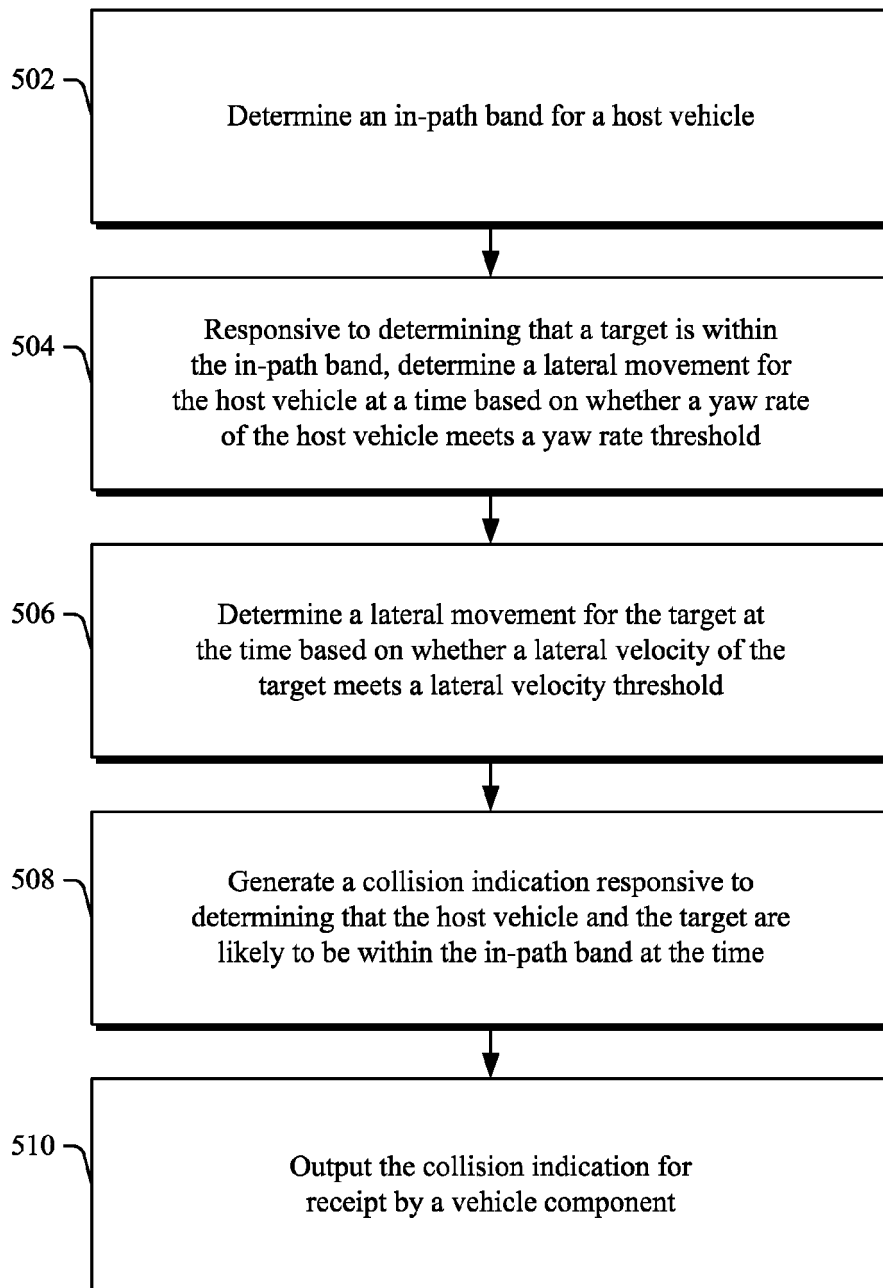 502
Determine an in-path band for a host vehicle
504
Responsive to determining that a target is within
the in-path band, determine a lateral movement for
the host vehicle at a time based on whether a yaw rate
of the host vehicle meets a yaw rate threshold
506
Determine a lateral movement for the target at
the time based on whether a lateral velocity of the
target meets a lateral velocity threshold
508
Generate a collision indication responsive to
determining that the host vehicle and the target are
likely to be within the in-path band at the time
510
Output the collision indication for
receipt by a vehicle component